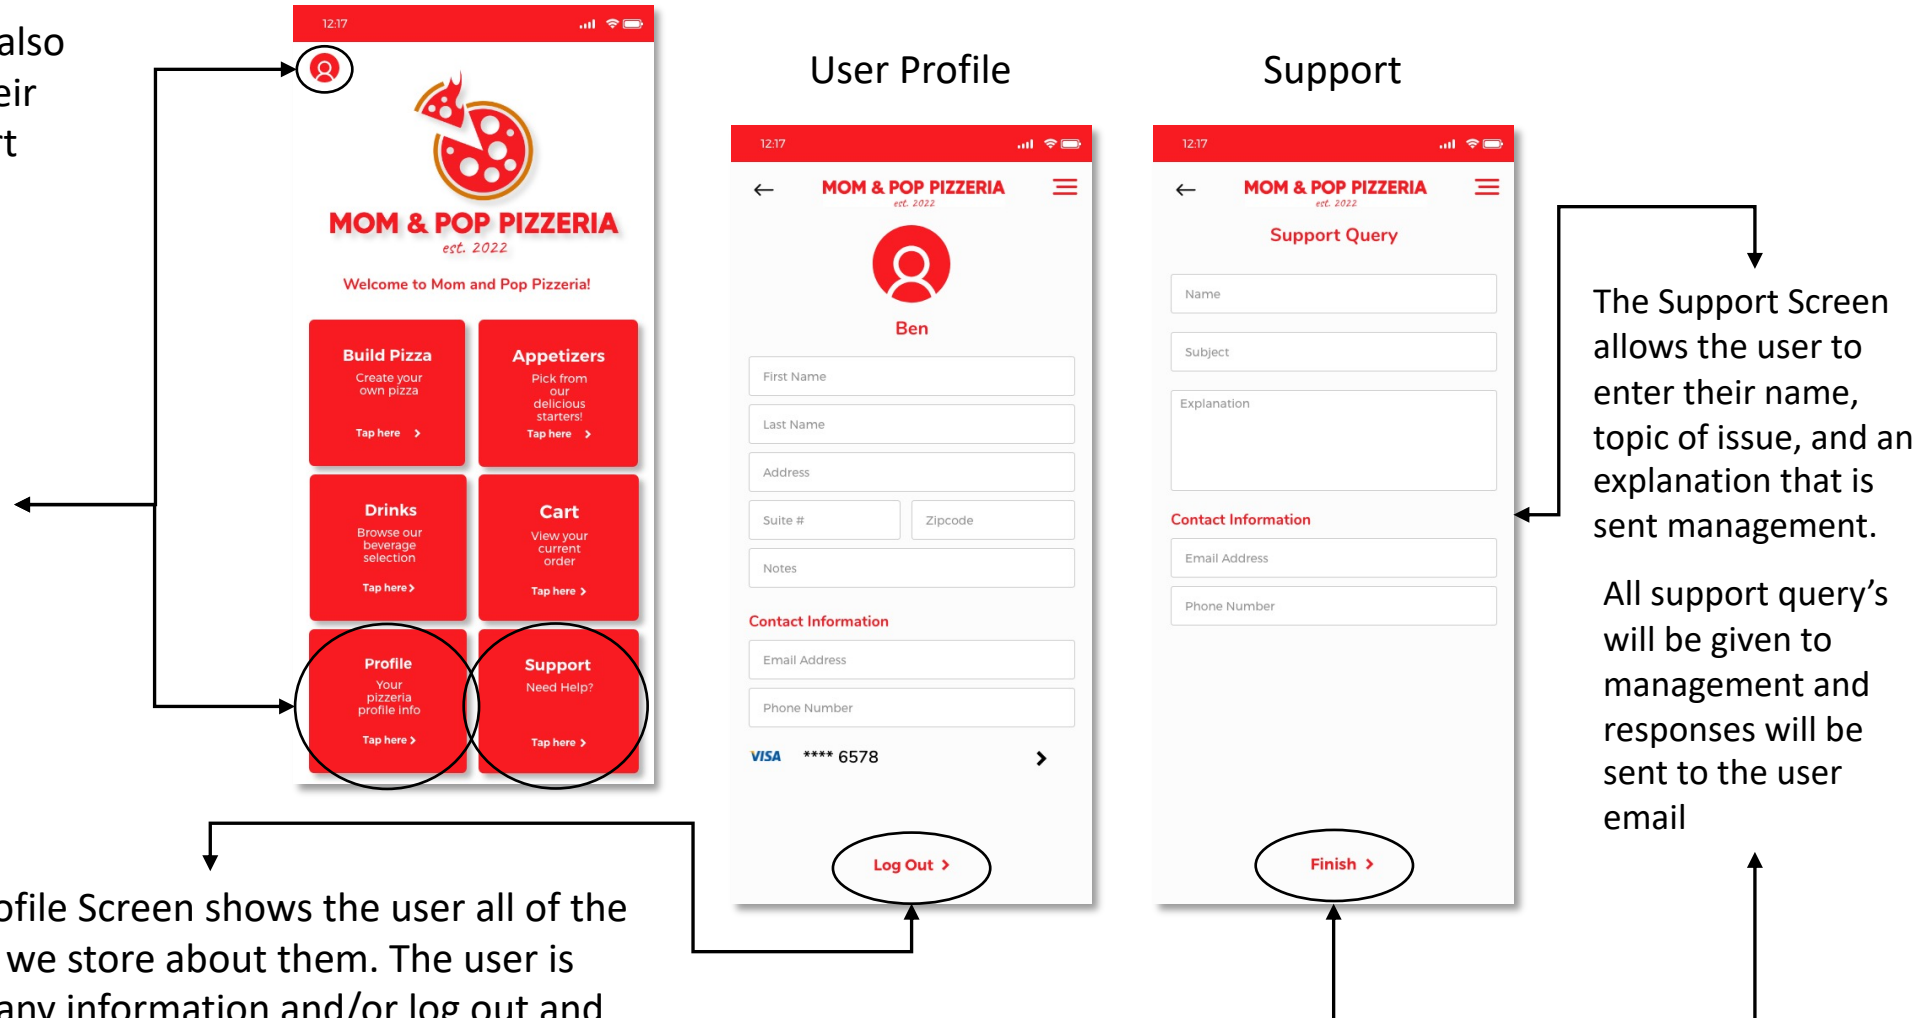 also
eir
rt
12:17
MOM & POP PIZZERIA
est. 2022
Welcome to Mom and Pop Pizzeria!
Build Pizza
Create your
own pizza
Tap here
Appetizers
Pick from
our
delicious
starters!
Tap here
Drinks
Browse our
beverage
selection
Tap here
Cart
View your
current
order
Tap here
Profile
Your
pizzeria
profile info
Tap here
Support
Need Help?
Tap here
User Profile
12:17
MOM & POP PIZZERIA
est. 2022
Ben
First Name
Last Name
Address
Suite # Zipcode
Notes
Contact Information
Email Address
Phone Number
VISA **** 6578
Log Out
Support
12:17
MOM & POP PIZZERIA
est. 2022
Support Query
Name
Subject
Explanation
Contact Information
Email Address
Phone Number
Finish
The Support Screen
allows the user to
enter their name,
topic of issue, and an
explanation that is
sent management.
All support query’s
will be given to
management and
responses will be
sent to the user
email
ofile Screen shows the user all of the
we store about them. The user is
any information and/or log out and